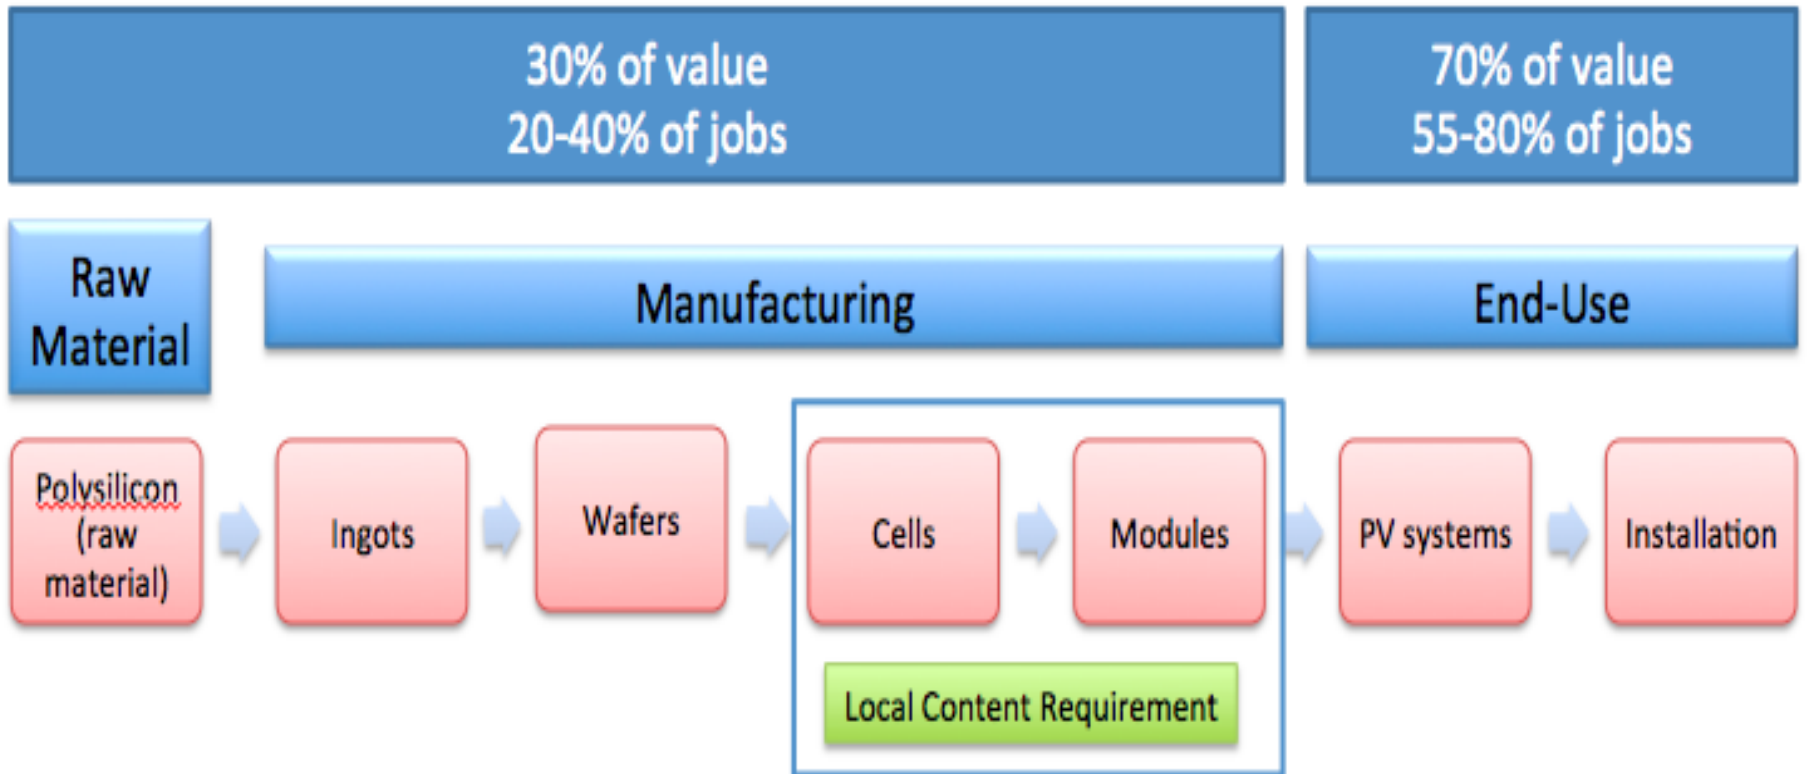 30% of value
20-40% of jobs
70% of value
55-80% of jobs
Raw
Material
Manufacturing
End-Use
Polysilicon
(raw
material)
Ingots
Wafers
Cells
Modules
PV systems
Installation
Local Content Requirement